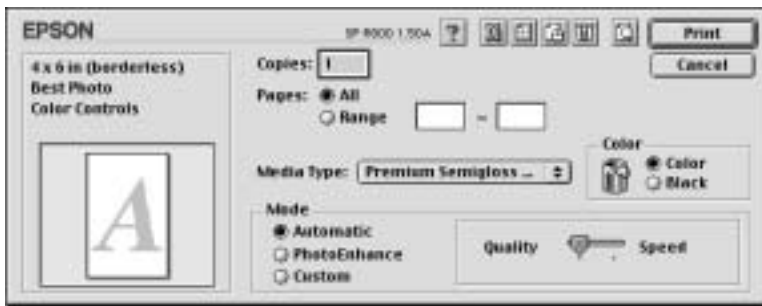 EPSON
SP R800 1.50A
?
Print
4 x 6 in (borderless)
Best Photo
Color Controls
A
Copies: 1
Cancel
Pages: All
Range
~
Media Type: Premium Semigloss ...
Color
Color
Black
Mode
Automatic
PhotoEnhance
Custom
Quality
Speed